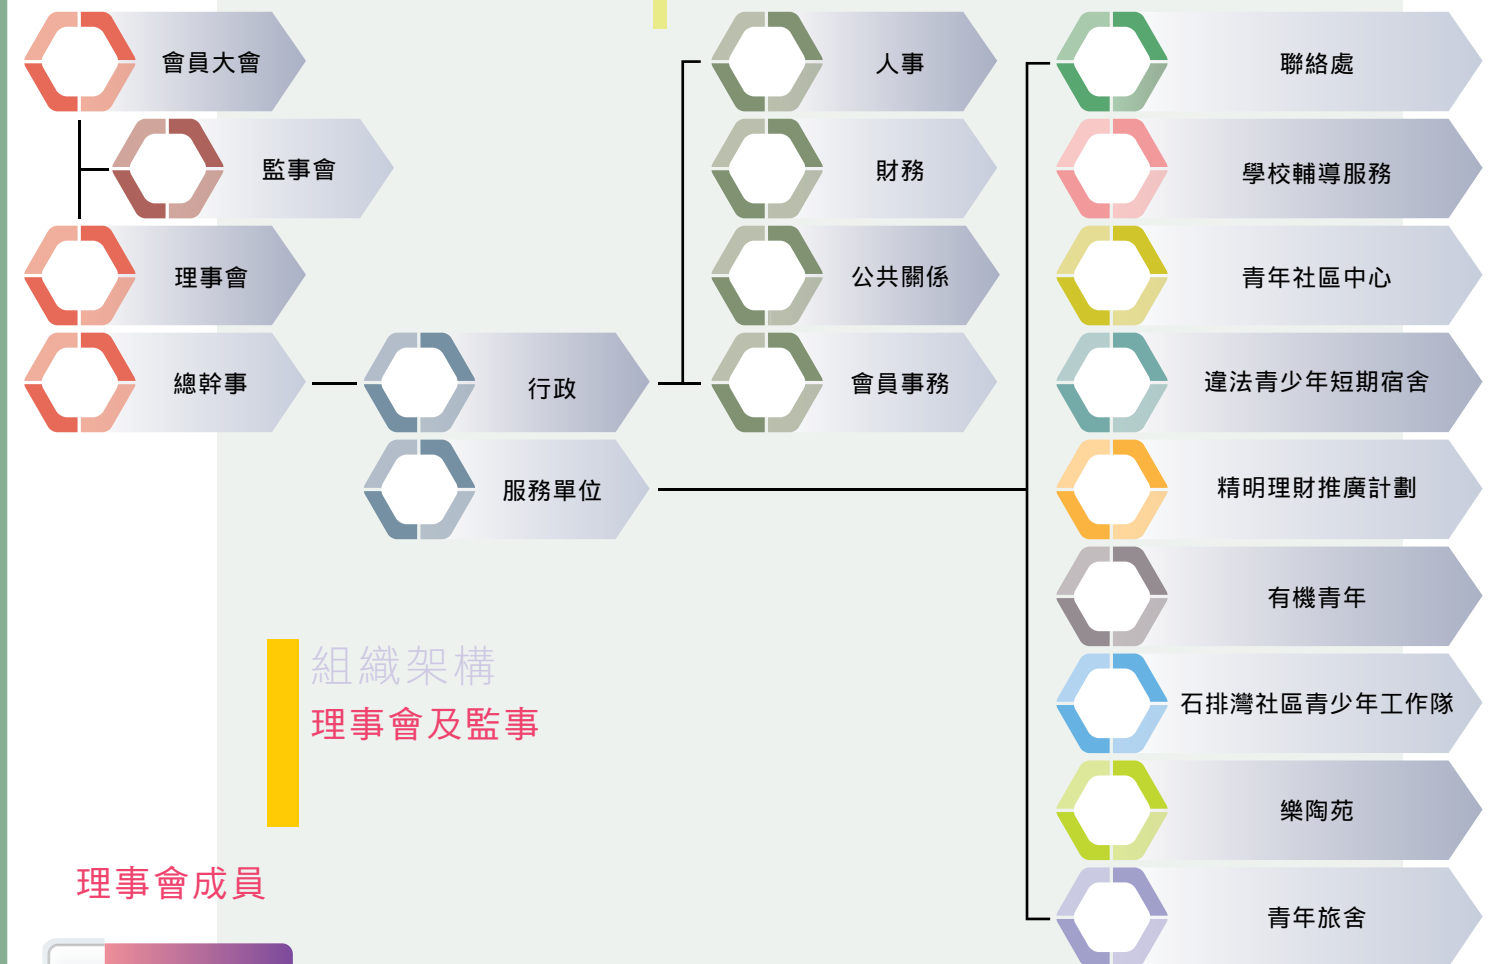 會員大會
監事會
理事會
總幹事
行政
服務單位
人事
財務
公共關係
會員事務
聯絡處
學校輔導服務
青年社區中心
違法青少年短期宿舍
精明理財推廣計劃
有機青年
石排灣社區青少年工作隊
樂陶苑
青年旅舍
組織架構
理事會及監事
理事會成員